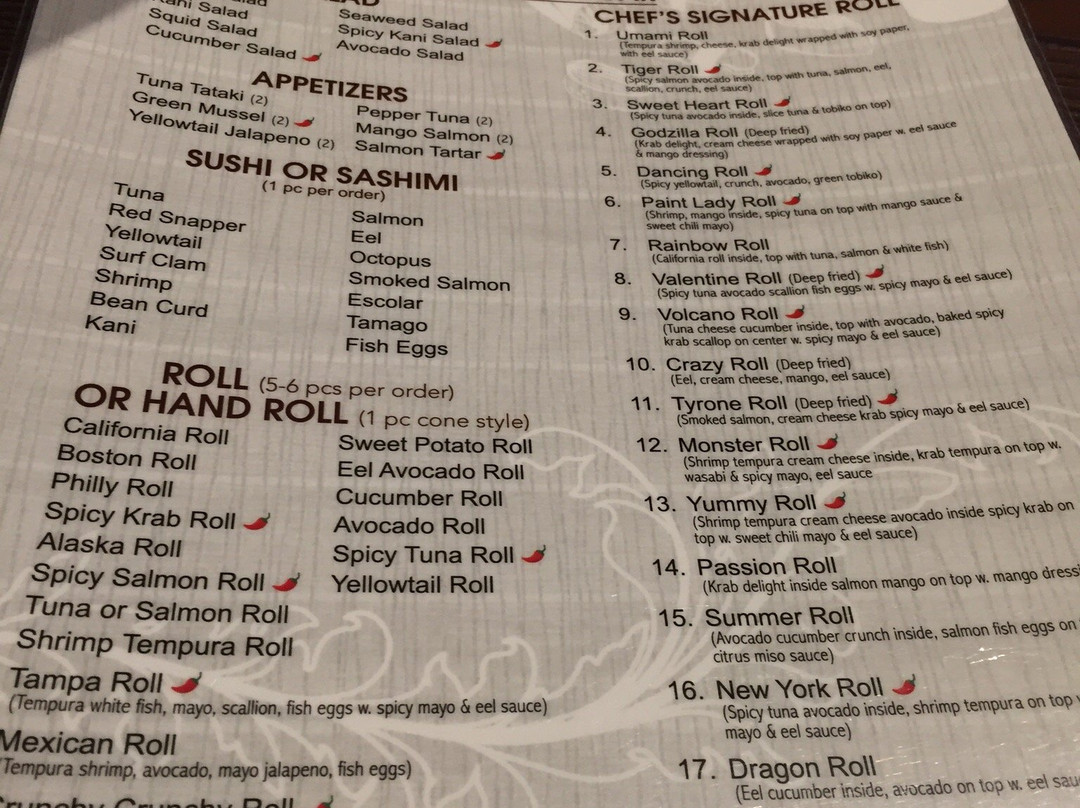 Kani Salad
Squid Salad
Cucumber Salad
Seaweed Salad
Spicy Kani Salad
Avocado Salad
APPETIZERS
Tuna Tataki (2)
Green Mussel (2)
Yellowtail Jalapeno (2)
Pepper Tuna (2)
Mango Salmon (2)
Salmon Tartar
SUSHI OR SASHIMI
(1 pc per order)
Tuna
Red Snapper
Yellowtail
Surf Clam
Shrimp
Bean Curd
Kani
Salmon
Eel
Octopus
Smoked Salmon
Escolar
Tamago
Fish Eggs
ROLL (5-6 pcs per order)
OR HAND ROLL (1 pc cone style)
California Roll
Boston Roll
Philly Roll
Spicy Krab Roll
Alaska Roll
Spicy Salmon Roll
Tuna or Salmon Roll
Shrimp Tempura Roll
Sweet Potato Roll
Eel Avocado Roll
Cucumber Roll
Avocado Roll
Spicy Tuna Roll
Yellowtail Roll
Tampa Roll
(Tempura white fish, mayo, scallion, fish eggs w. spicy mayo & eel sauce)
Mexican Roll
(Tempura shrimp, avocado, mayo jalapeno, fish eggs)
Crunchy Crunchy Roll
CHEF'S SIGNATURE ROLL
1. Umami Roll
(Tempura shrimp, cheese, krab delight wrapped with soy paper,
with eel sauce)
2. Tiger Roll
(Spicy salmon avocado inside, top with tuna, salmon, eel,
scallion, crunch, eel sauce)
3. Sweet Heart Roll
(Spicy tuna avocado inside, slice tuna & tobiko on top)
4. Godzilla Roll (Deep fried)
(Krab delight, cream cheese wrapped with soy paper w. eel sauce
& mango dressing)
5. Dancing Roll
(Spicy yellowtail, crunch, avocado, green tobiko)
6. Paint Lady Roll
(Shrimp, mango inside, spicy tuna on top with mango sauce &
sweet chili mayo)
7. Rainbow Roll
(California roll inside, top with tuna, salmon & white fish)
8. Valentine Roll (Deep fried)
(Spicy tuna avocado scallion fish eggs w. spicy mayo & eel sauce)
9. Volcano Roll
(Tuna cheese cucumber inside, top with avocado, baked spicy
krab scallop on center w. spicy mayo & eel sauce)
10. Crazy Roll (Deep fried)
(Eel, cream cheese, mango, eel sauce)
11. Tyrone Roll (Deep fried)
(Smoked salmon, cream cheese krab spicy mayo & eel sauce)
12. Monster Roll
(Shrimp tempura cream cheese inside, krab tempura on top w.
wasabi & spicy mayo, eel sauce
13. Yummy Roll
(Shrimp tempura cream cheese avocado inside spicy krab on
top w. sweet chili mayo & eel sauce)
14. Passion Roll
(Krab delight inside salmon mango on top w. mango dressi
15. Summer Roll
(Avocado cucumber crunch inside, salmon fish eggs on
citrus miso sauce)
16. New York Roll
(Spicy tuna avocado inside, shrimp tempura on top
mayo & eel sauce)
17. Dragon Roll
(Eel cucumber inside, avocado on top w. eel sau